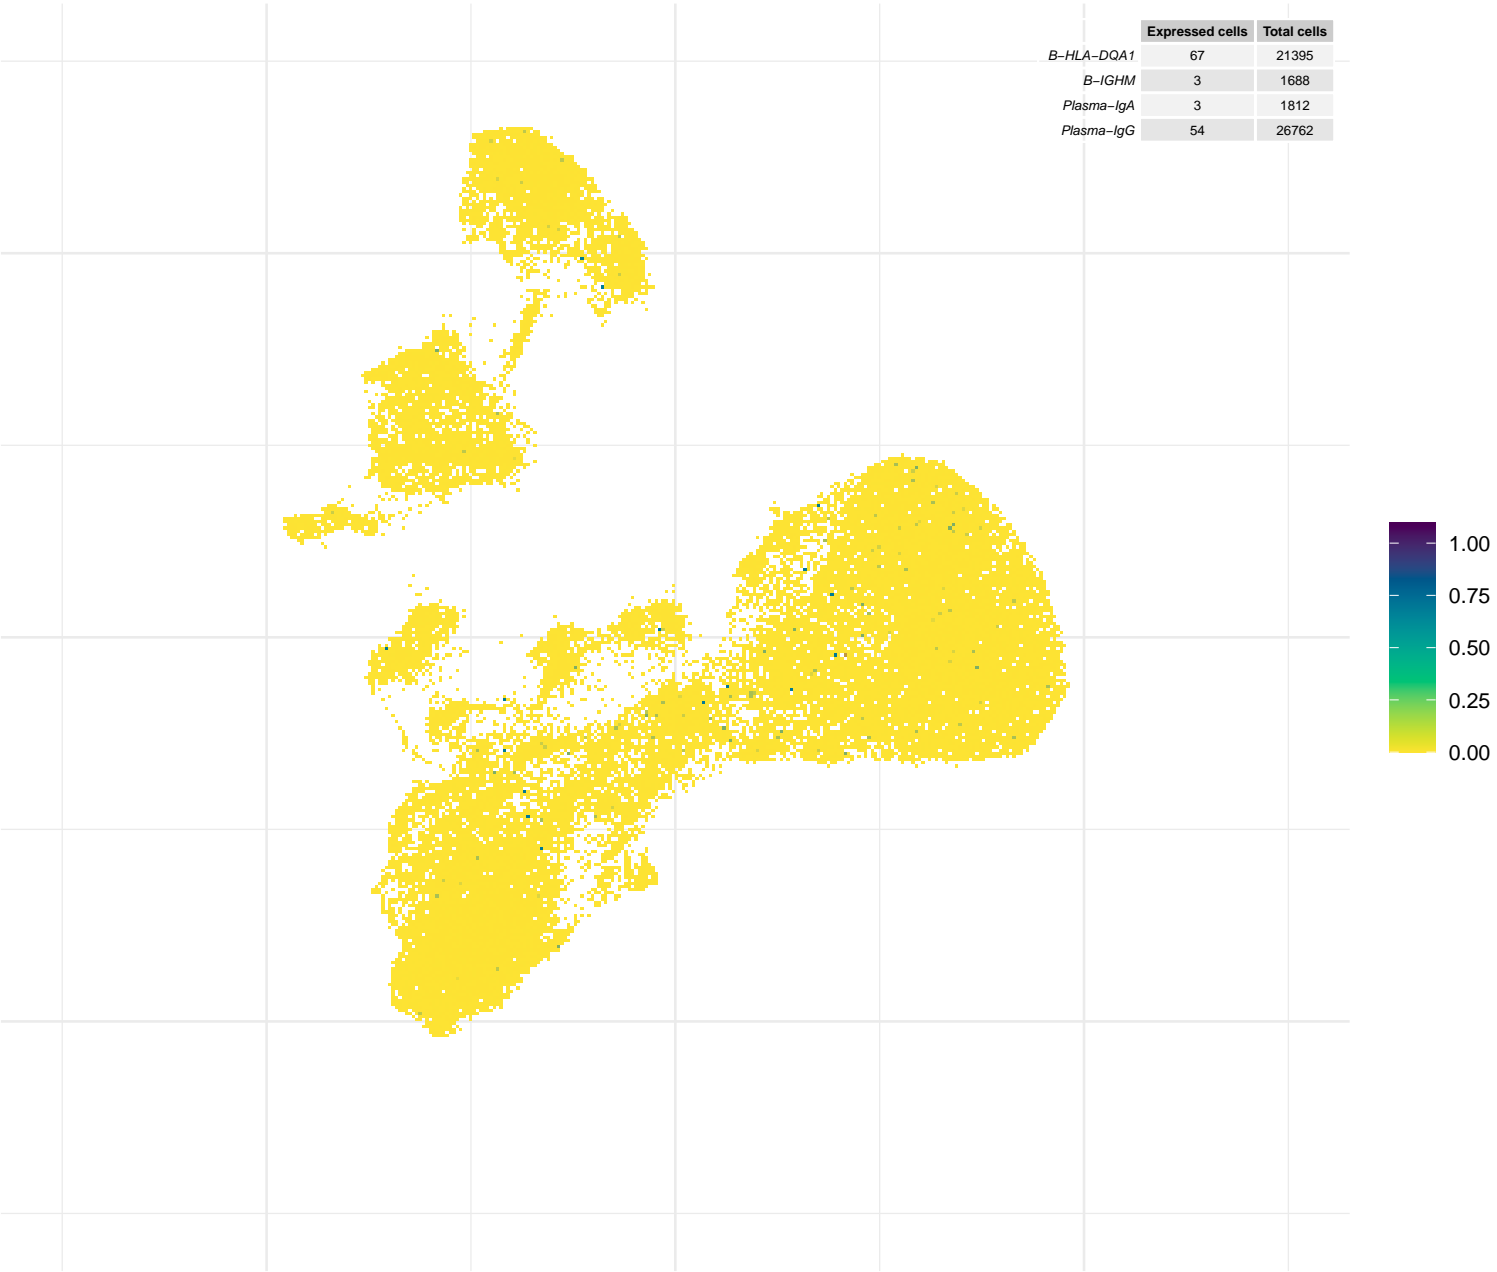 Expressed cells Total cells
B−HLA−DQA1 67 21395
B−IGHM 3 1688
Plasma−IgA 3 1812
Plasma−IgG 54 26762
1.00
0.75
0.50
0.25
0.00